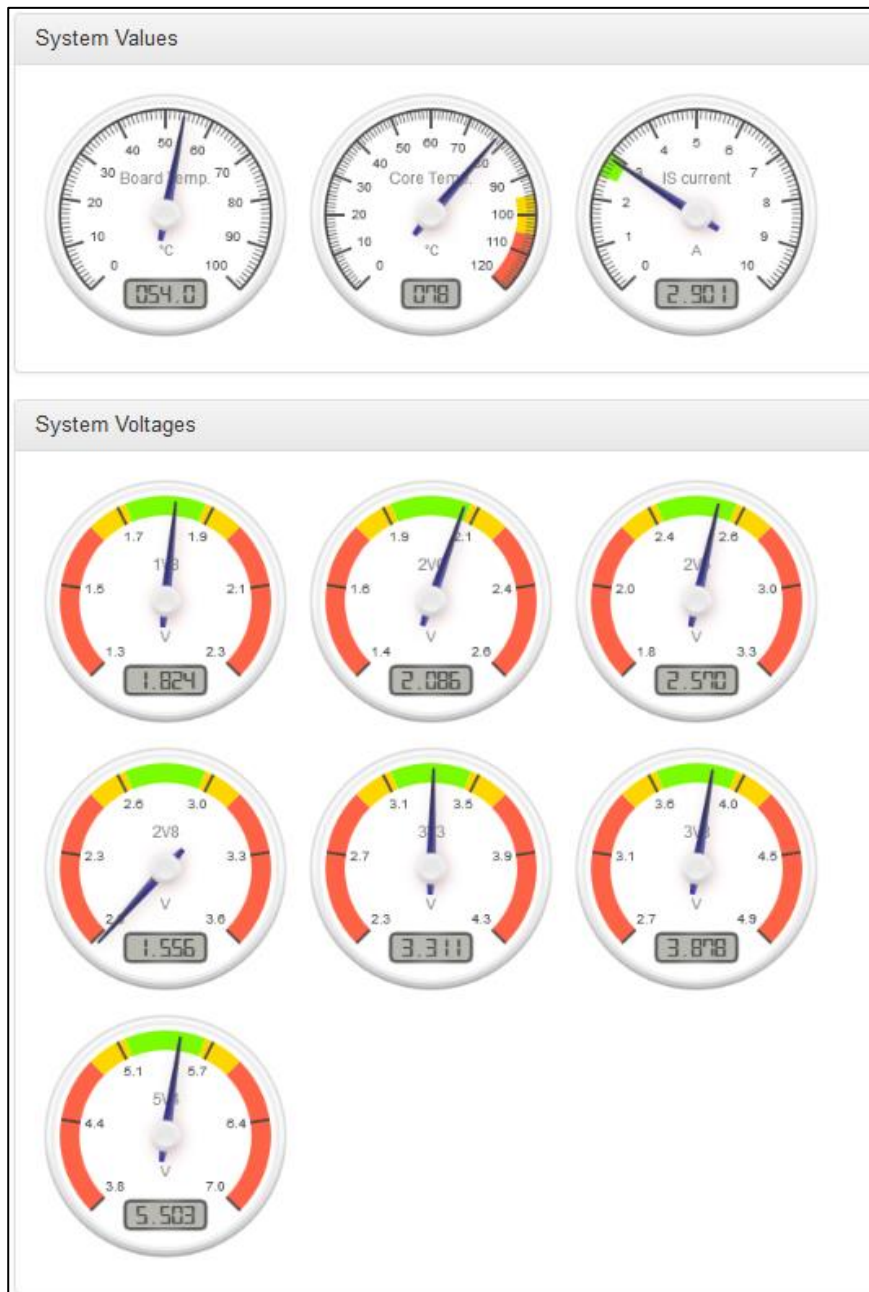 System Values
0 10 20 30 40 50 60 70 80 90 100
Board Temp.
°C
054.0
0 10 20 30 40 50 60 70 80 90 100 110 120
Core Temp.
°C
078
0 1 2 3 4 5 6 7 8 9 10
IS current
A
2.901
System Voltages
1.3 1.5 1.7 1.9 2.1 2.3
1V8
V
1.824
1.4 1.6 1.9 2.1 2.4 2.6
V
2.086
1.8 2.0 2.4 2.6 3.0 3.3
V
2.570
2.3 2.6 3.0 3.3 3.6
2V8
V
1.556
2.3 2.7 3.1 3.5 3.9 4.3
3V3
V
3.311
2.7 3.1 3.6 4.0 4.5 4.9
V
3.878
3.8 4.4 5.1 5.7 6.4 7.0
5V4
V
5.503